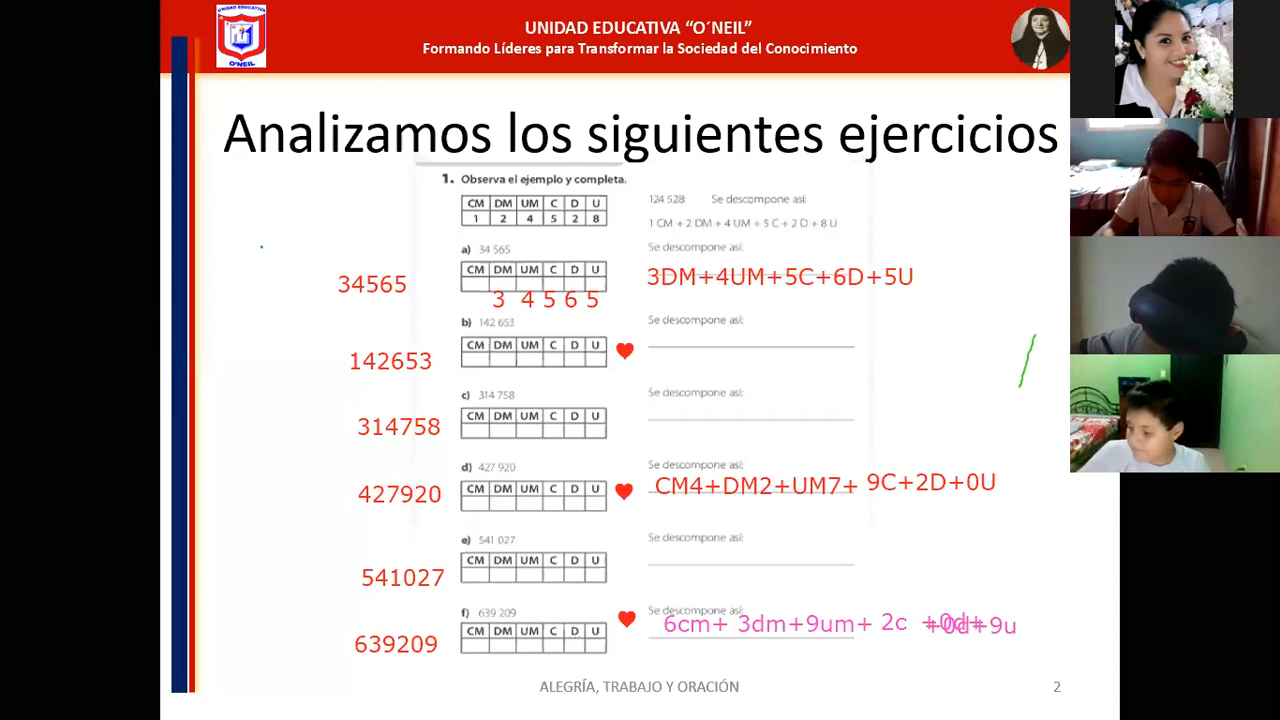 UNIDAD EDUCATIVA
O´NEIL
UNIDAD EDUCATIVA “O´NEIL”
Formando Líderes para Transformar la Sociedad del Conocimiento
Analizamos los siguientes ejercicios
1. Observa el ejemplo y completa.
CM DM UM C D U
1 2 4 5 2 8
124 528 Se descompone así:
1 CM + 2 DM + 4 UM + 5 C + 2 D + 8 U
a) 34 565 Se descompone así:
34565
CM DM UM C D U
3 4 5 6 5
3DM+4UM+5C+6D+5U
b) 142 653 Se descompone así:
142653
CM DM UM C D U
c) 314 758 Se descompone así:
314758
CM DM UM C D U
d) 427 920 Se descompone así:
427920
CM DM UM C D U
CM4+DM2+UM7+ 9C+2D+0U
e) 541 027 Se descompone así:
541027
CM DM UM C D U
f) 639 209 Se descompone así:
639209
CM DM UM C D U
6cm+ 3dm+9um+ 2c +0d+9u
ALEGRÍA, TRABAJO Y ORACIÓN
2